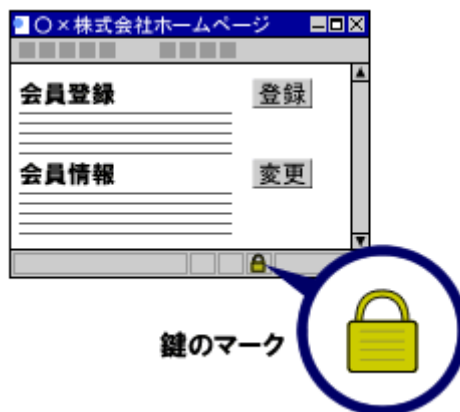 ○×株式会社ホームページ
会員登録
登録
会員情報
変更
鍵のマーク